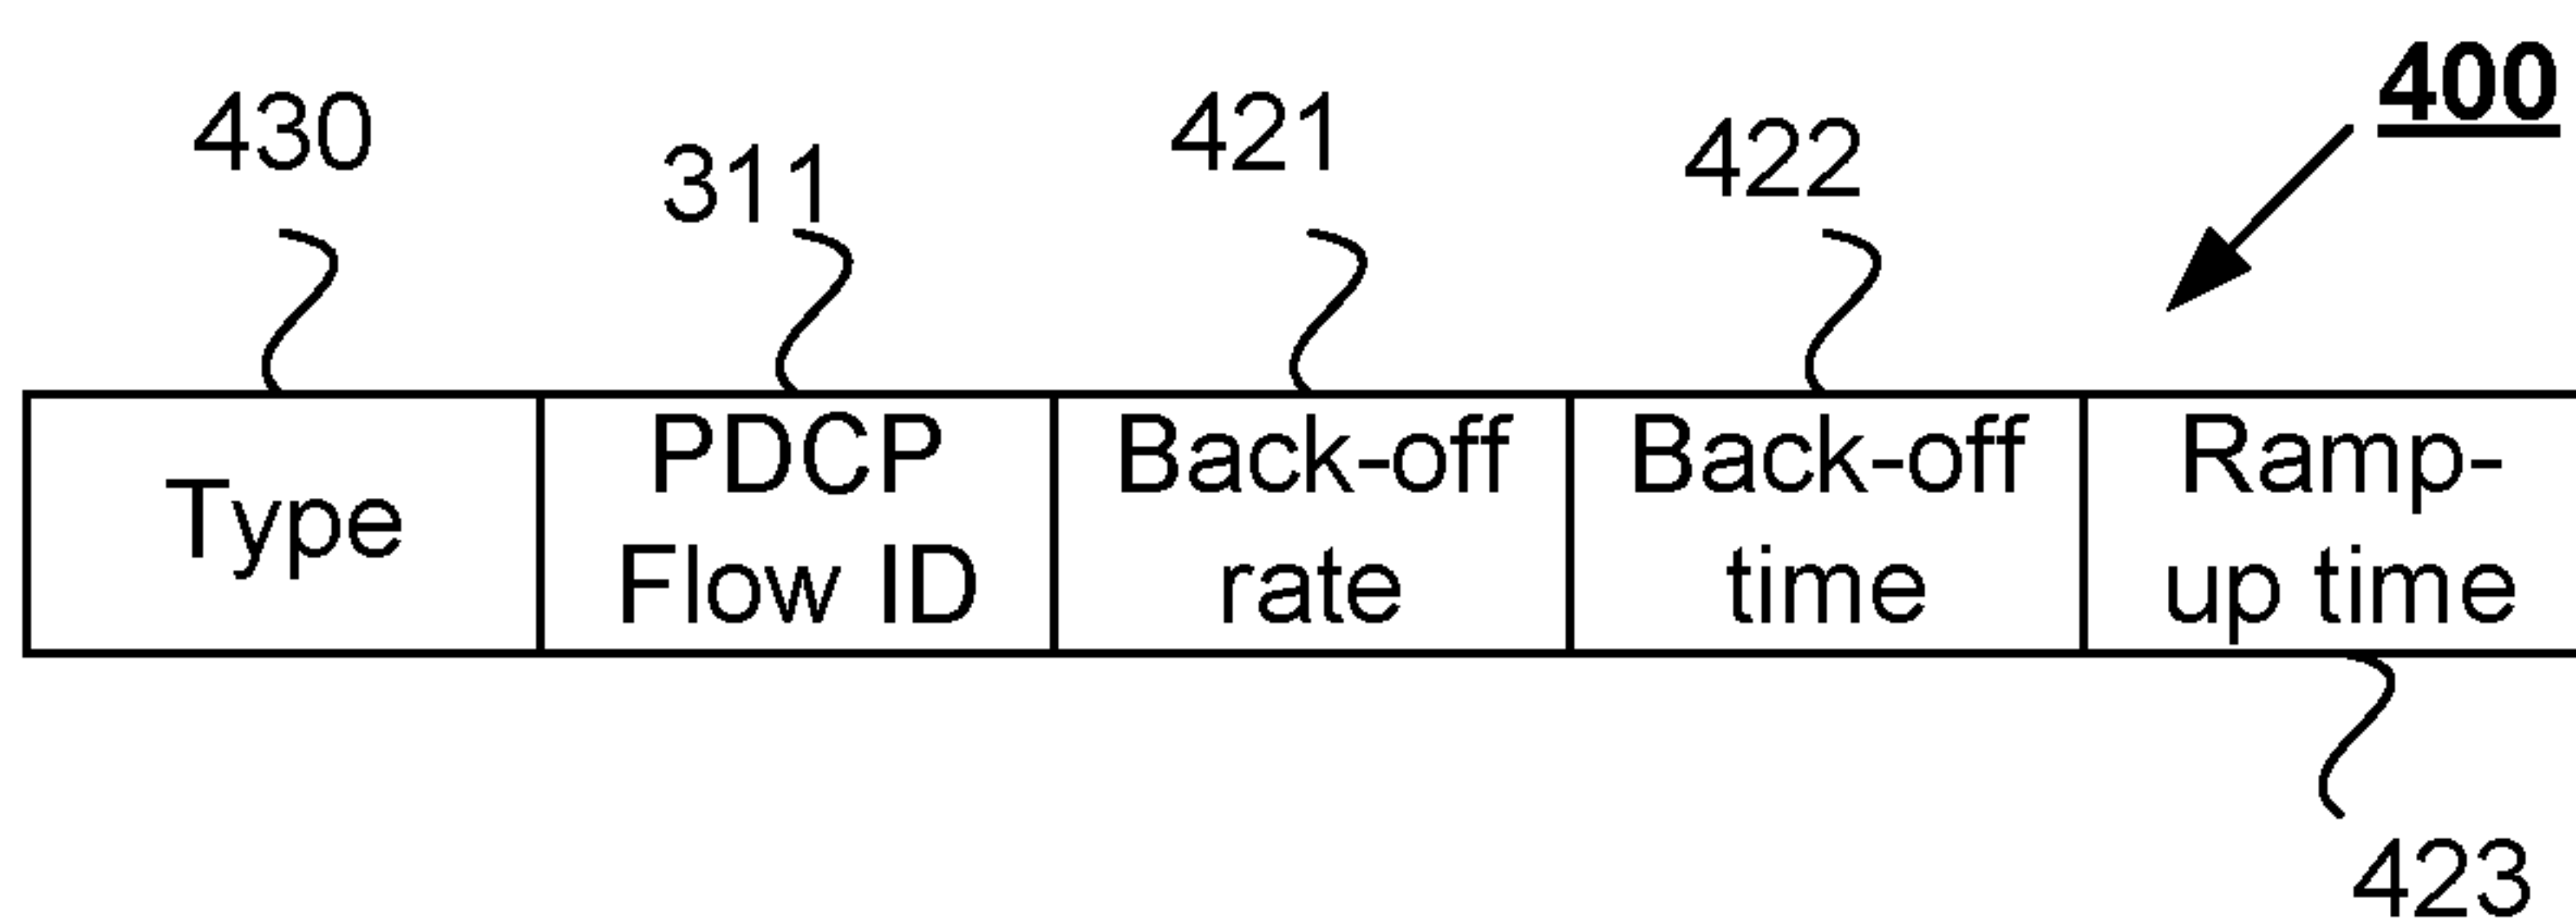 400
430
311
421
422
Type
PDCP
Flow ID
Back-off
rate
Back-off
time
Ramp-
up time
423